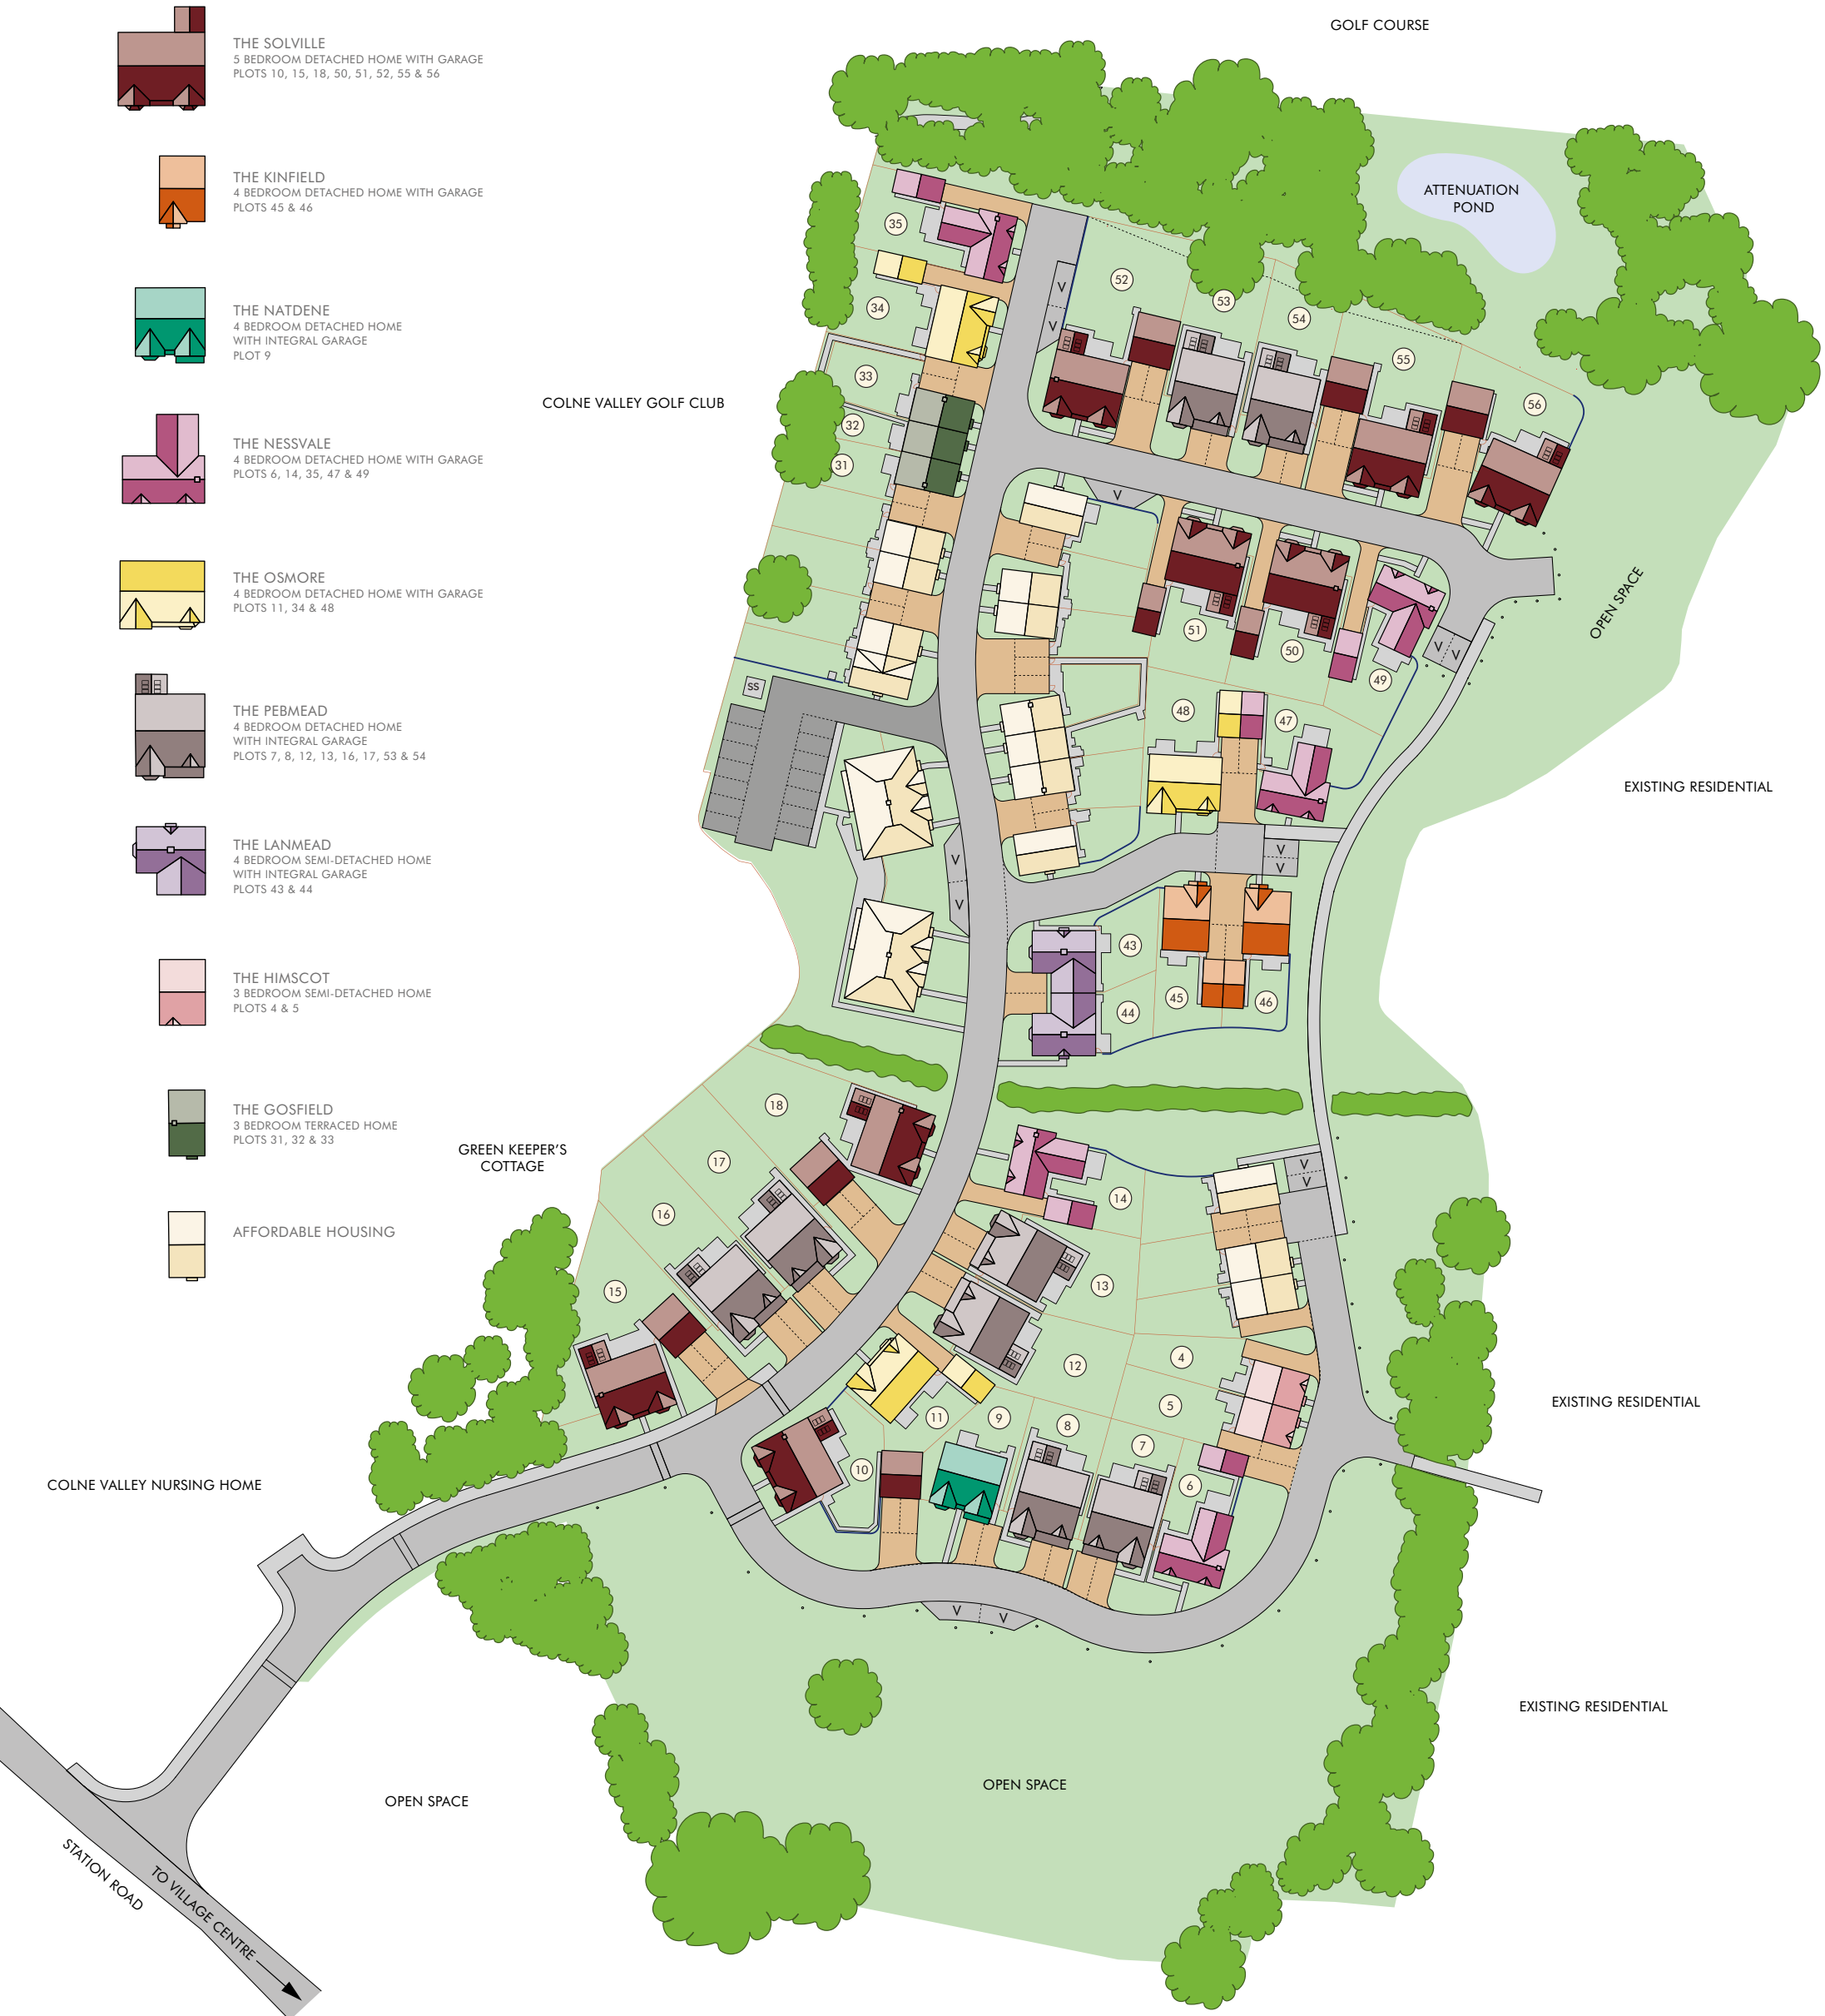 THE SOLVILLE
5 BEDROOM DETACHED HOME WITH GARAGE
PLOTS 10, 15, 18, 50, 51, 52, 55 & 56
THE KINFIELD
4 BEDROOM DETACHED HOME WITH GARAGE
PLOTS 45 & 46
THE NATDENE
4 BEDROOM DETACHED HOME
WITH INTEGRAL GARAGE
PLOT 9
THE NESSVALE
4 BEDROOM DETACHED HOME WITH GARAGE
PLOTS 6, 14, 35, 47 & 49
THE OSMORE
4 BEDROOM DETACHED HOME WITH GARAGE
PLOTS 11, 34 & 48
THE PEBMEAD
4 BEDROOM DETACHED HOME
WITH INTEGRAL GARAGE
PLOTS 7, 8, 12, 13, 16, 17, 53 & 54
THE LANMEAD
4 BEDROOM SEMI-DETACHED HOME
WITH INTEGRAL GARAGE
PLOTS 43 & 44
THE HIMSCOT
3 BEDROOM SEMI-DETACHED HOME
PLOTS 4 & 5
THE GOSFIELD
3 BEDROOM TERRACED HOME
PLOTS 31, 32 & 33
AFFORDABLE HOUSING
GOLF COURSE
ATTENUATION
POND
35
52
V
53
34
54
V
55
33
COLNE VALLEY GOLF CLUB
56
32
31
V
OPEN SPACE
51
V
V
50
49
SS
48
47
EXISTING RESIDENTIAL
V
V
V
V
43
45
46
44
18
GREEN KEEPER'S
COTTAGE
17
V
V
14
16
13
15
4
12
EXISTING RESIDENTIAL
5
11
9
8
7
10
6
COLNE VALLEY NURSING HOME
V
V
EXISTING RESIDENTIAL
OPEN SPACE
OPEN SPACE
STATION ROAD
TO VILLAGE CENTRE